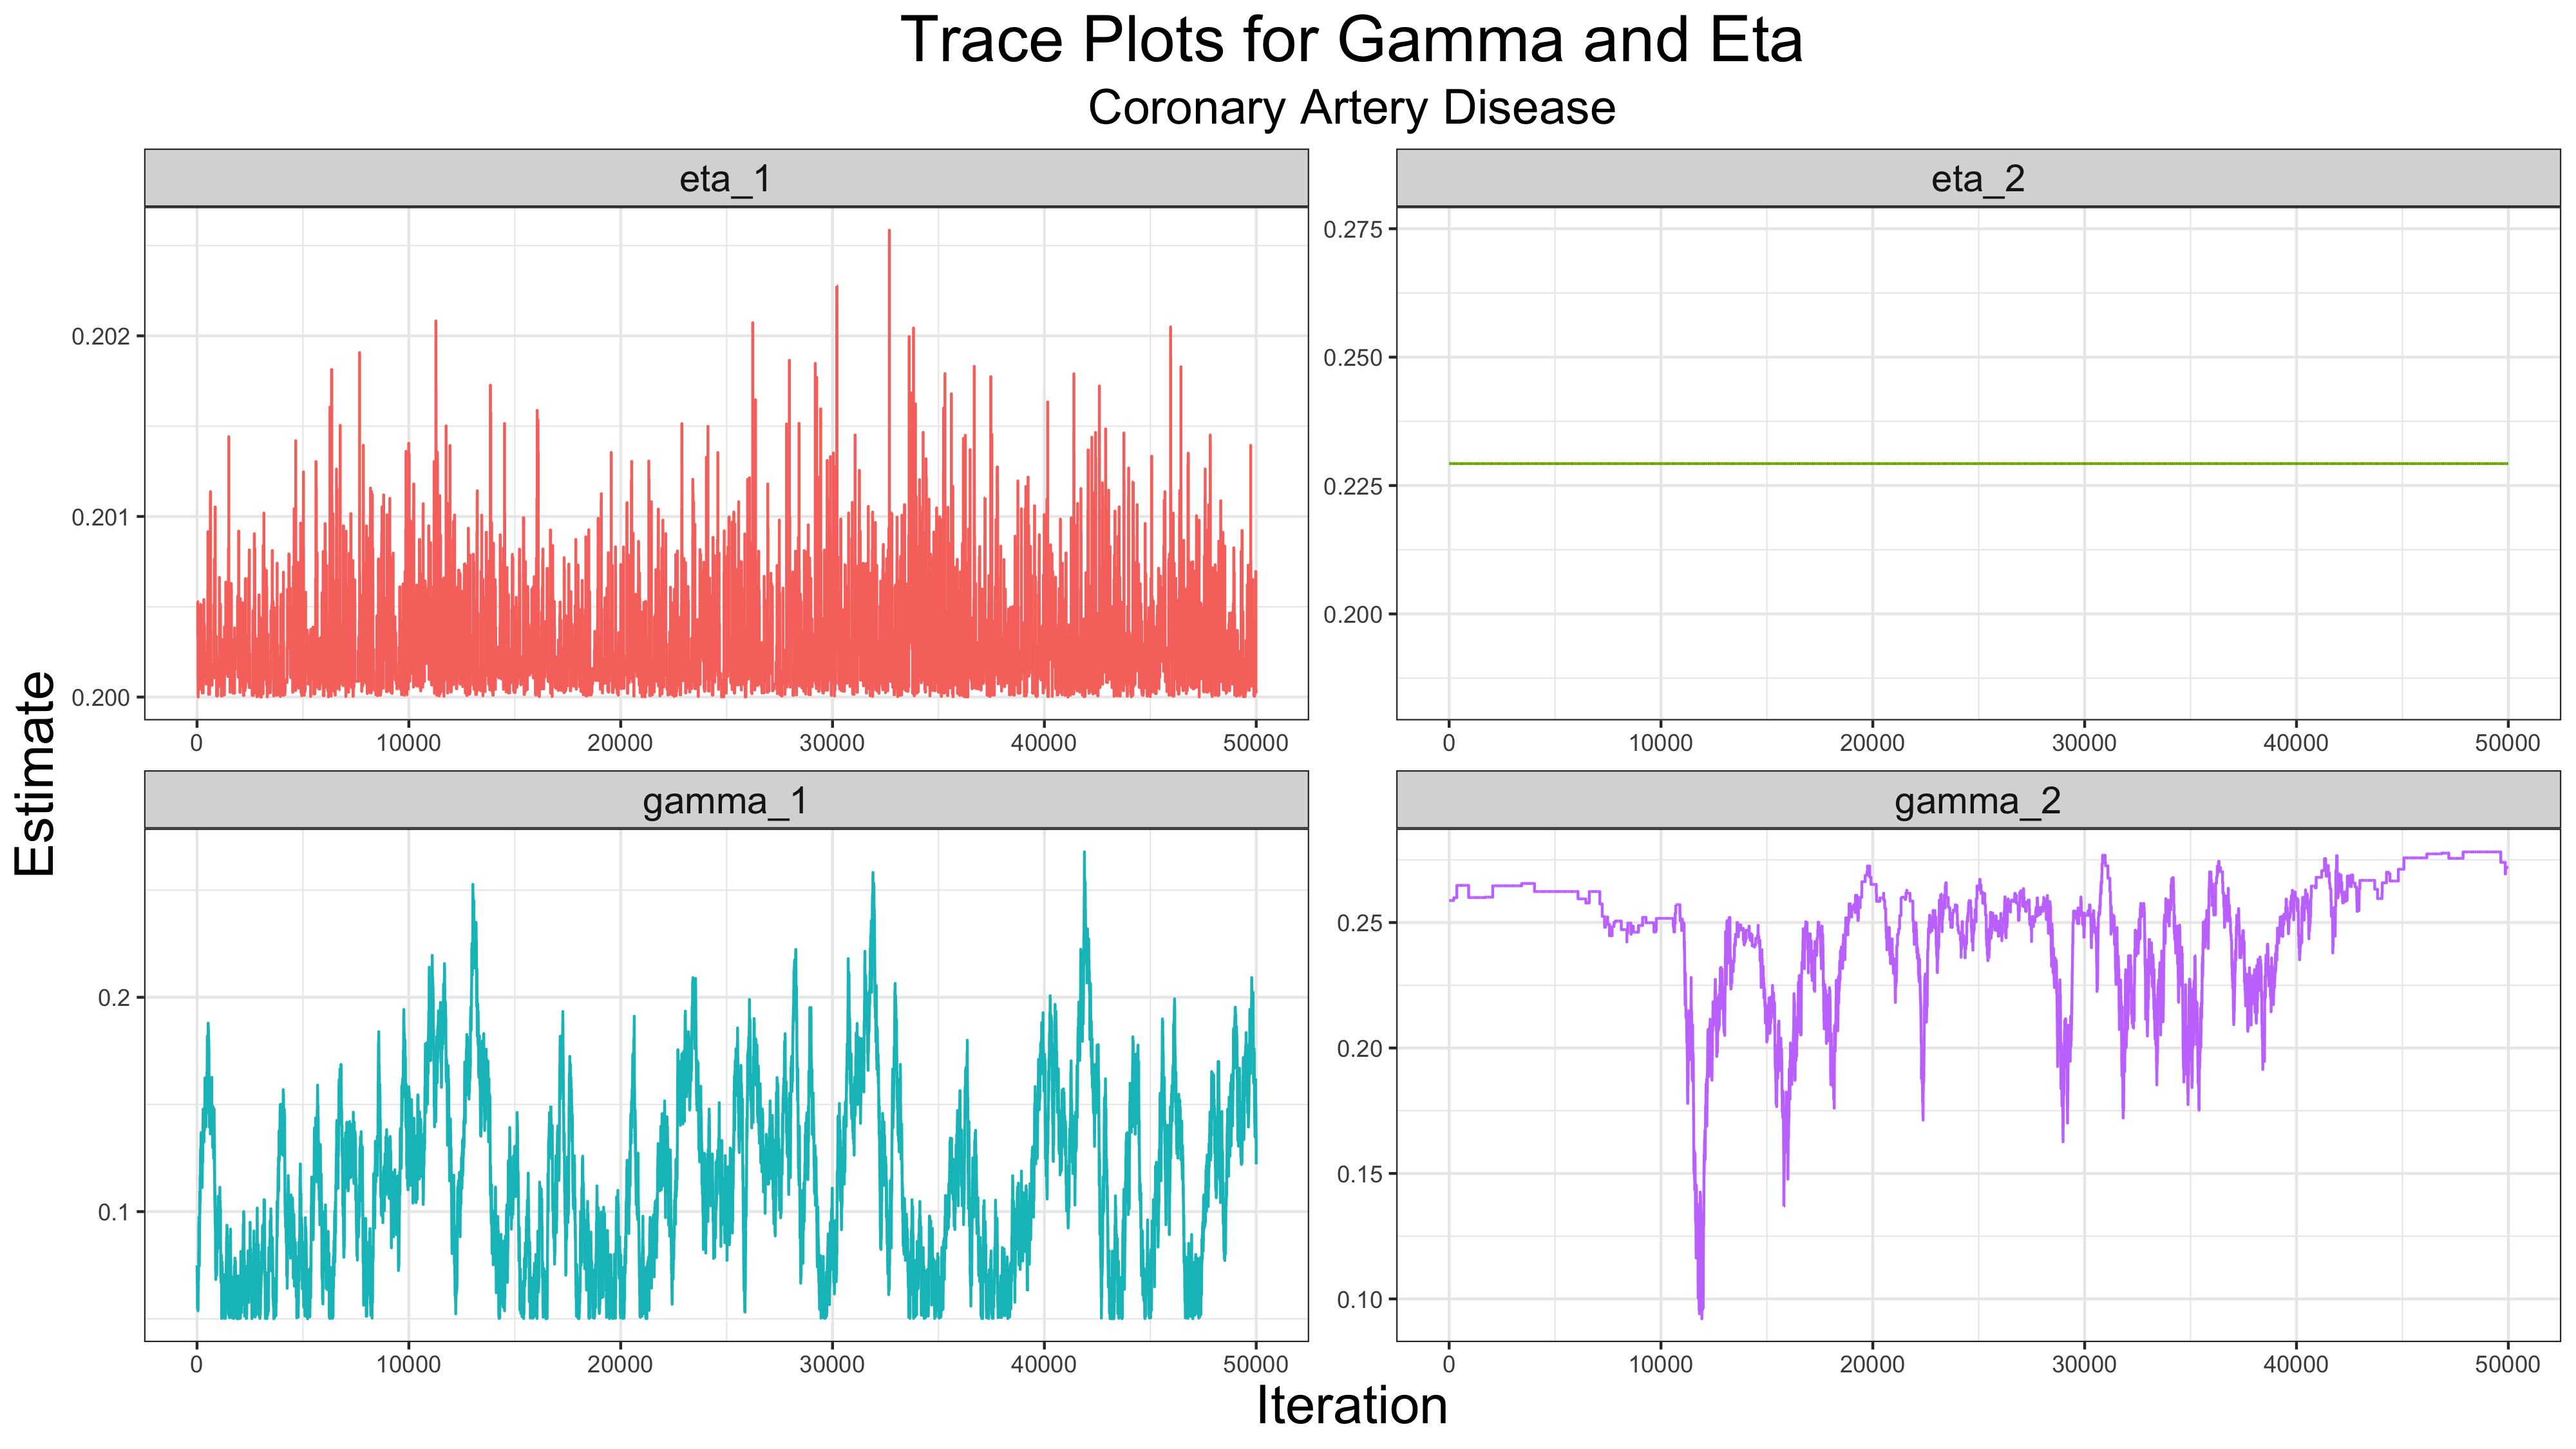 Trace Plots for Gamma and Eta
Coronary Artery Disease
eta_1
eta_2
0.202
0.201
0.200
0.275
0.250
0.225
0.200
0 10000 20000 30000 40000 50000
0 10000 20000 30000 40000 50000
Estimate
gamma_1
gamma_2
0.2
0.1
0.25
0.20
0.15
0.10
0 10000 20000 30000 40000 50000
0 10000 20000 30000 40000 50000
Iteration